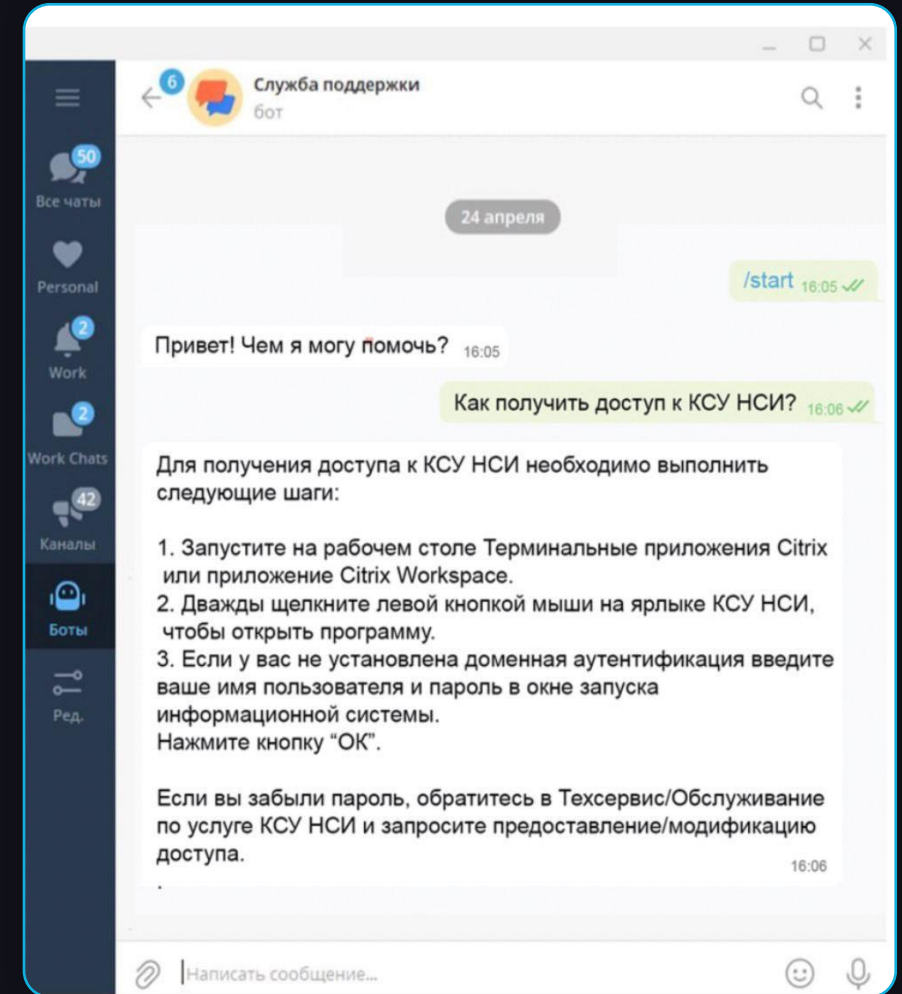 6
Служба поддержки
бот
50
Все чаты
Personal
2
Work
2
Work Chats
42
Каналы
Боты
Ред.
24 апреля
/start 16:05
Привет! Чем я могу помочь? 16:05
Как получить доступ к КСУ НСИ? 16:06
Для получения доступа к КСУ НСИ необходимо выполнить
следующие шаги:
1. Запустите на рабочем столе Терминальные приложения Citrix
или приложение Citrix Workspace.
2. Дважды щелкните левой кнопкой мыши на ярлыке КСУ НСИ,
чтобы открыть программу.
3. Если у вас не установлена доменная аутентификация введите
ваше имя пользователя и пароль в окне запуска
информационной системы.
Нажмите кнопку “ОК”.
Если вы забыли пароль, обратитесь в Техсервис/Обслуживание
по услуге КСУ НСИ и запросите предоставление/модификацию
доступа.
16:06
.
Написать сообщение...